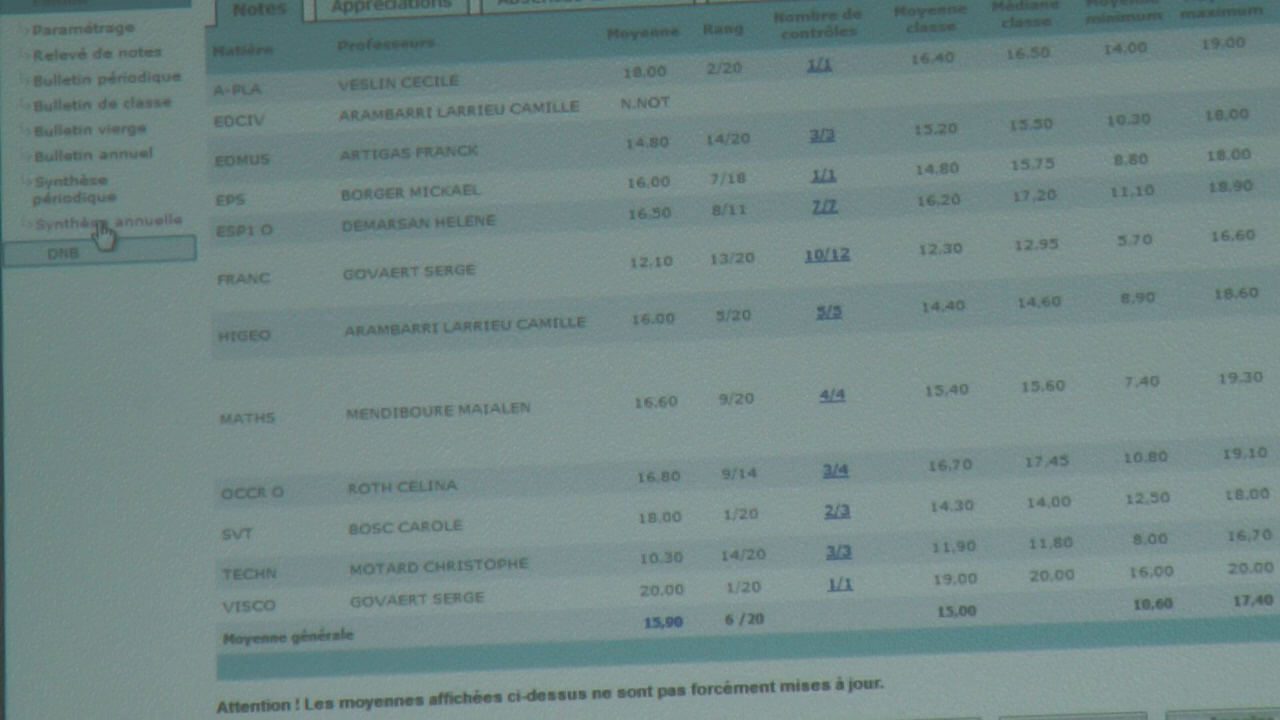 Paramétrage
Relevé de notes
Bulletin périodique
Bulletin de classe
Bulletin vierge
Bulletin annuel
Synthèse
périodique
Synthèse annuelle
DNB
Notes Appréciations
Matière Professeurs Moyenne Rang Nombre de contrôles Moyenne classe Médiane classe Moyenne minimum maximum
A-PLA VESLIN CECILE 18.00 2/20 1/1 16.40 16.50 14.00 19.00
EDCIV ARAMBARRI LARRIEU CAMILLE N.NOT
EDMUS ARTIGAS FRANCK 14.80 14/20 3/3 15.20 15.50 10.30 18.00
EPS BORGER MICKAEL 16.00 7/18 1/1 14.80 15.75 8.80 18.00
ESP1 O DEMARSAN HELENE 16.50 8/11 7/7 16.20 17.20 11.10 18.90
FRANC GOVAERT SERGE 12.10 13/20 10/12 12.30 12.95 5.70 16.60
HIGEO ARAMBARRI LARRIEU CAMILLE 16.00 5/20 5/5 14.40 14.60 8.90 18.60
MATHS MENDIBOURE MAIALEN 16.60 9/20 4/4 15.40 15.60 7.40 19.30
OCCR O ROTH CELINA 16.80 9/14 3/4 16.70 17.45 10.80 19.10
SVT BOSC CAROLE 18.00 1/20 2/3 14.30 14.00 12.50 18.00
TECHN MOTARD CHRISTOPHE 10.30 14/20 3/3 11.90 11.80 8.00 16.70
VISCO GOVAERT SERGE 20.00 1/20 1/1 19.00 20.00 16.00 20.00
Moyenne générale 15,90 6 /20 15,00 10,60 17,40
Attention ! Les moyennes affichées ci-dessus ne sont pas forcément mises à jour.